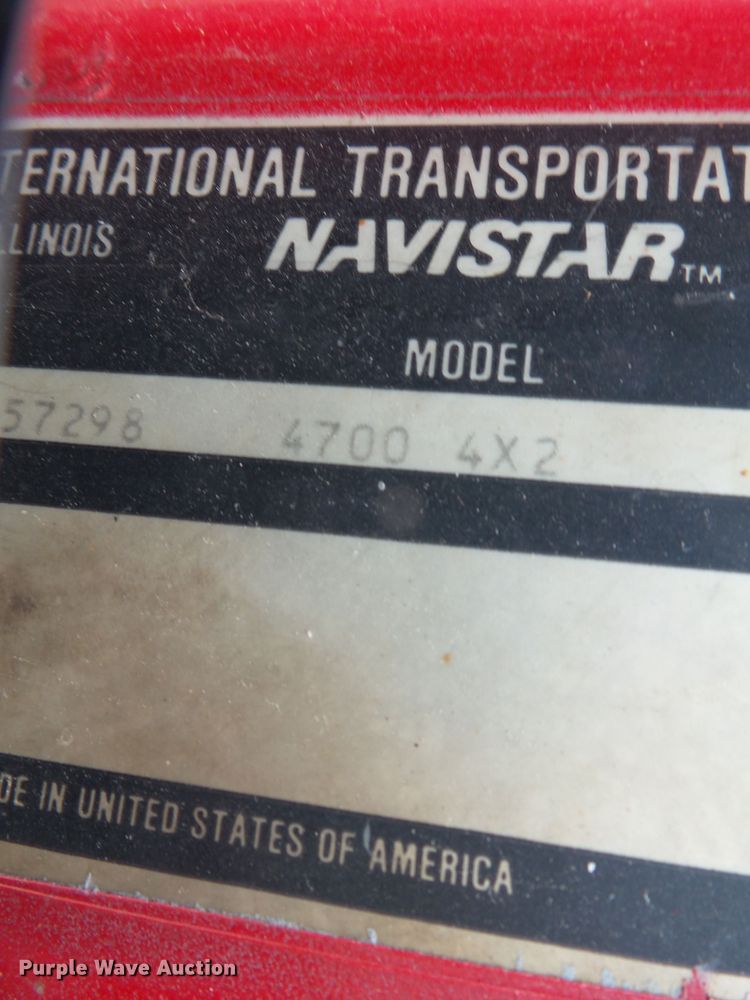 TERNATIONAL TRANSPORTAT
LLINOIS NAVISTAR™
MODEL
57298 4700 4X2
DE IN UNITED STATES OF AMERICA
Purple Wave Auction